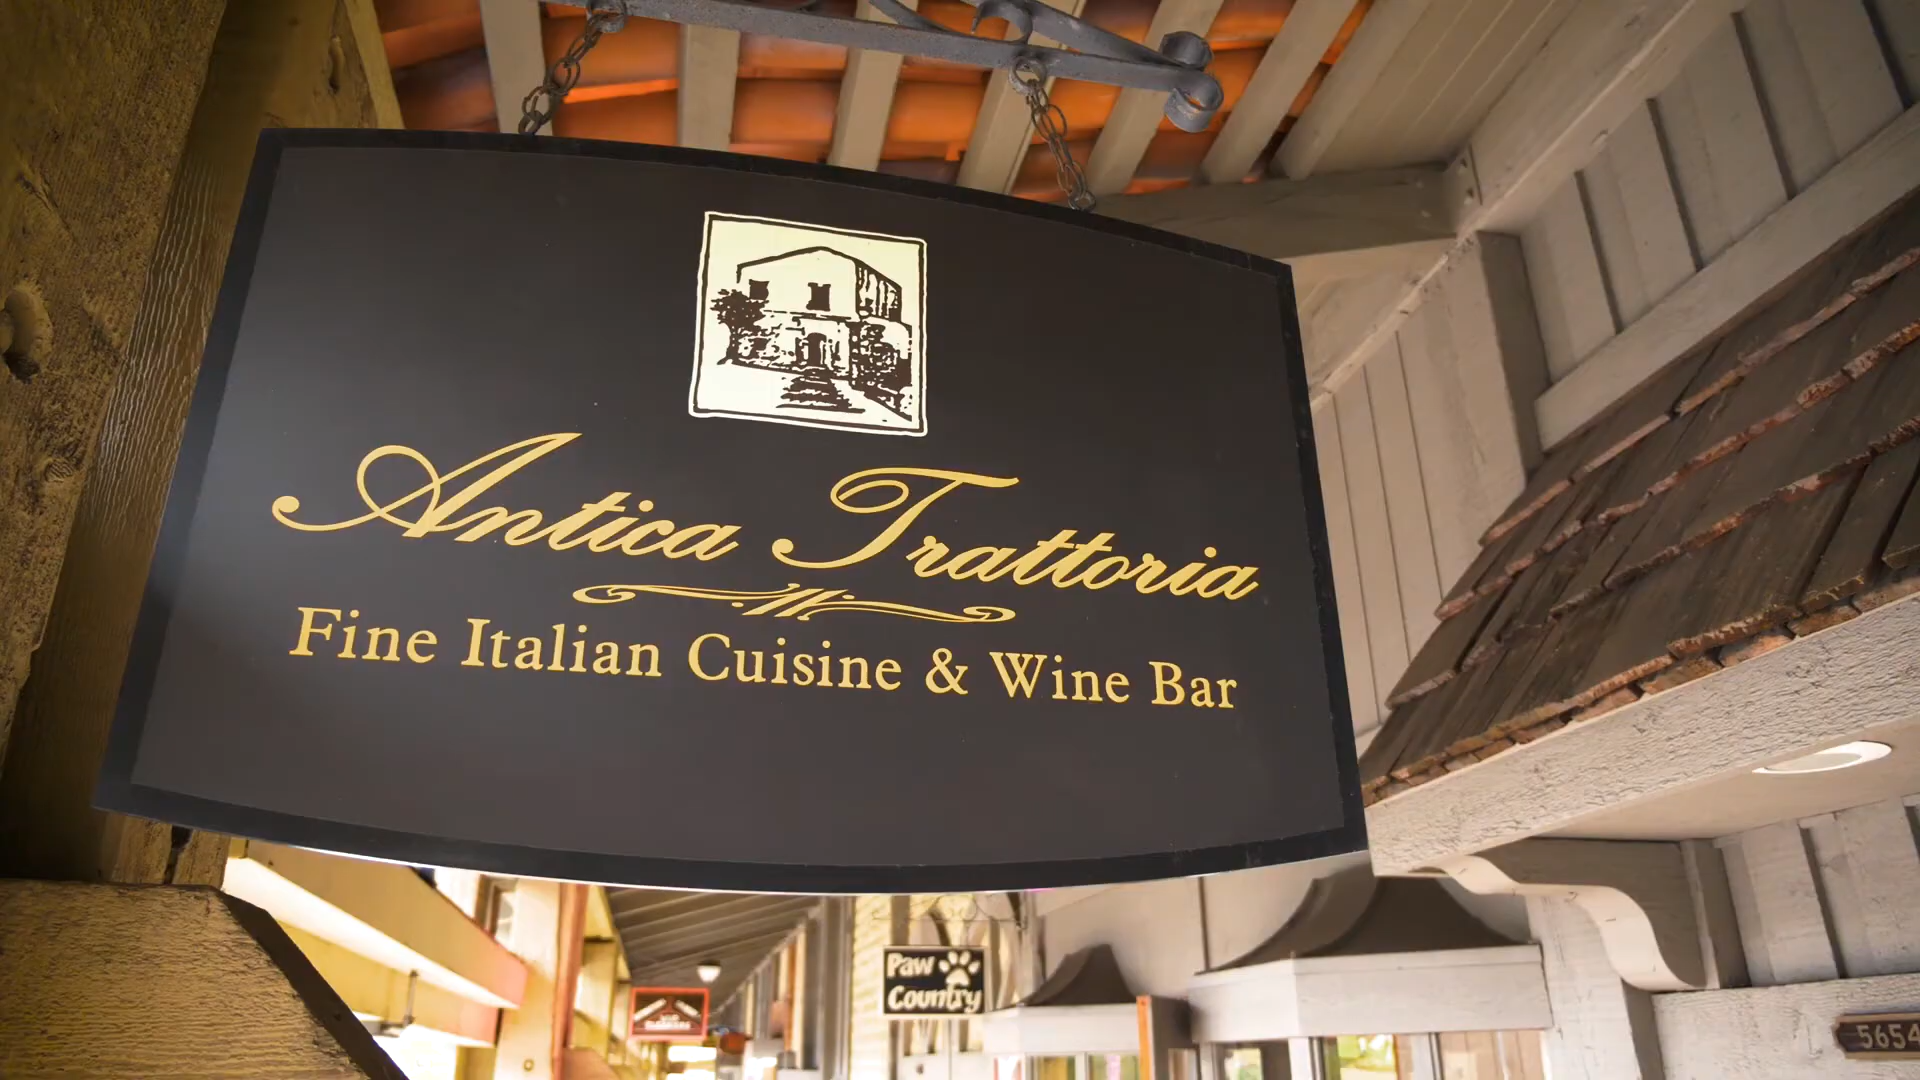 Antica Trattoria
Fine Italian Cuisine & Wine Bar
Paw
Country
5654